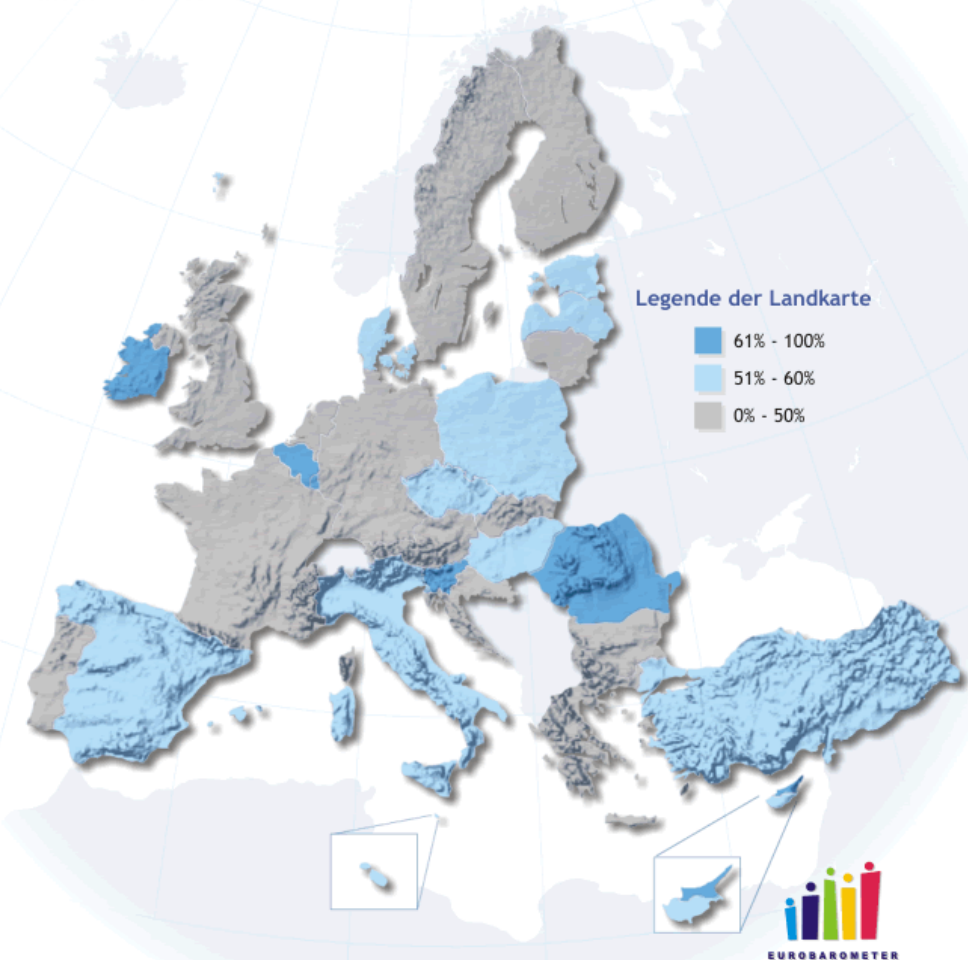 Legende der Landkarte
61% - 100%
51% - 60%
0% - 50%
EUROBAROMETER